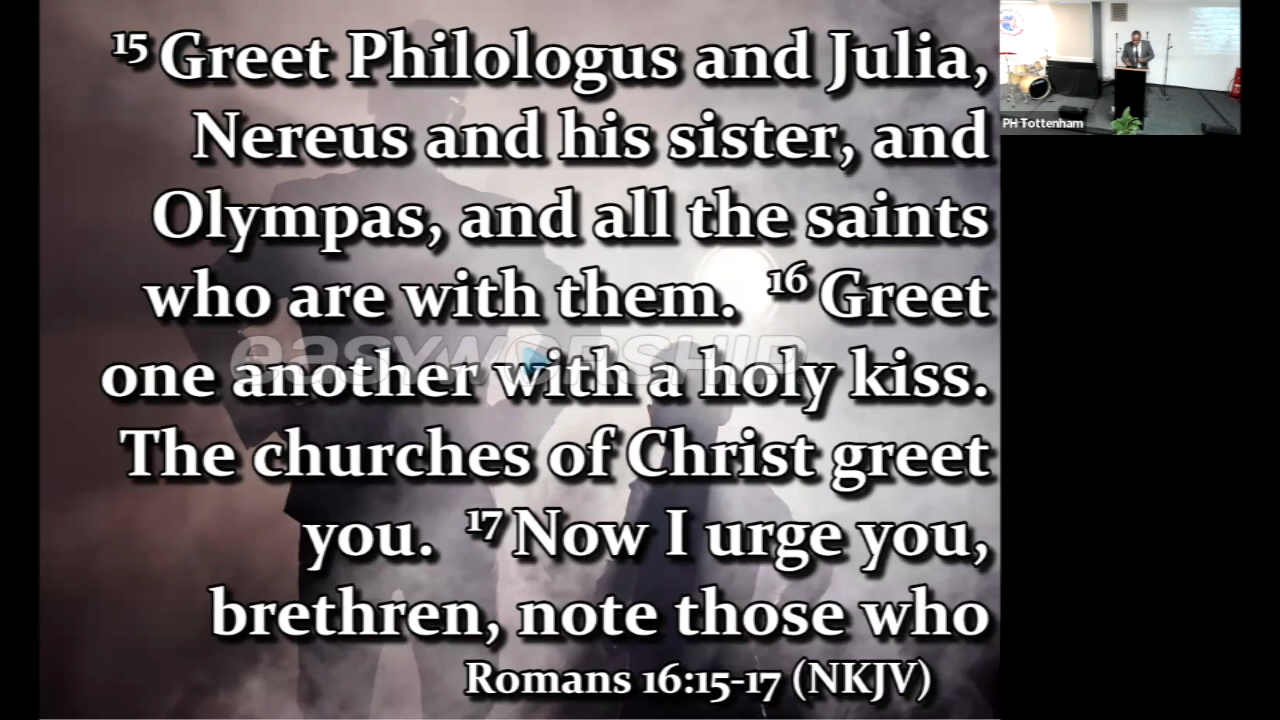 15 Greet Philologus and Julia,
Nereus and his sister, and
Olympas, and all the saints
who are with them. 16 Greet
one another with a holy kiss.
The churches of Christ greet
you. 17 Now I urge you,
brethren, note those who
Romans 16:15-17 (NKJV)
easyworship
PH Tottenham